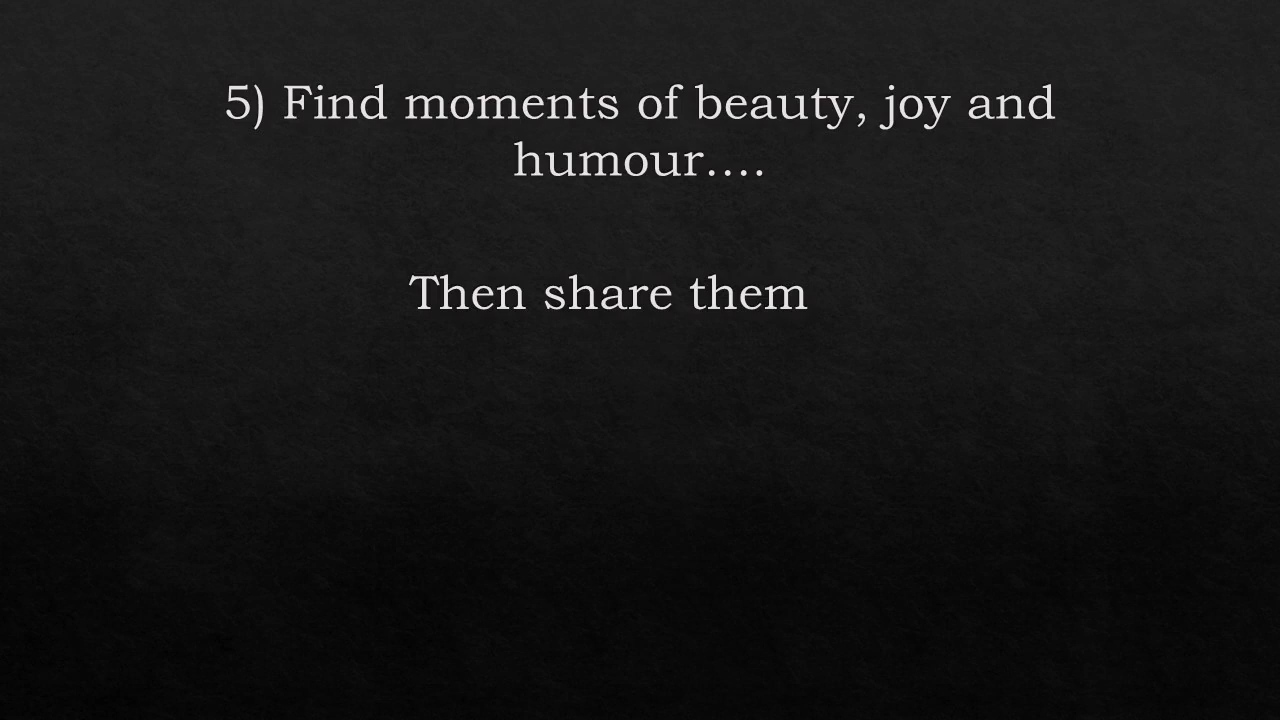 5) Find moments of beauty, joy and
humour....
Then share them